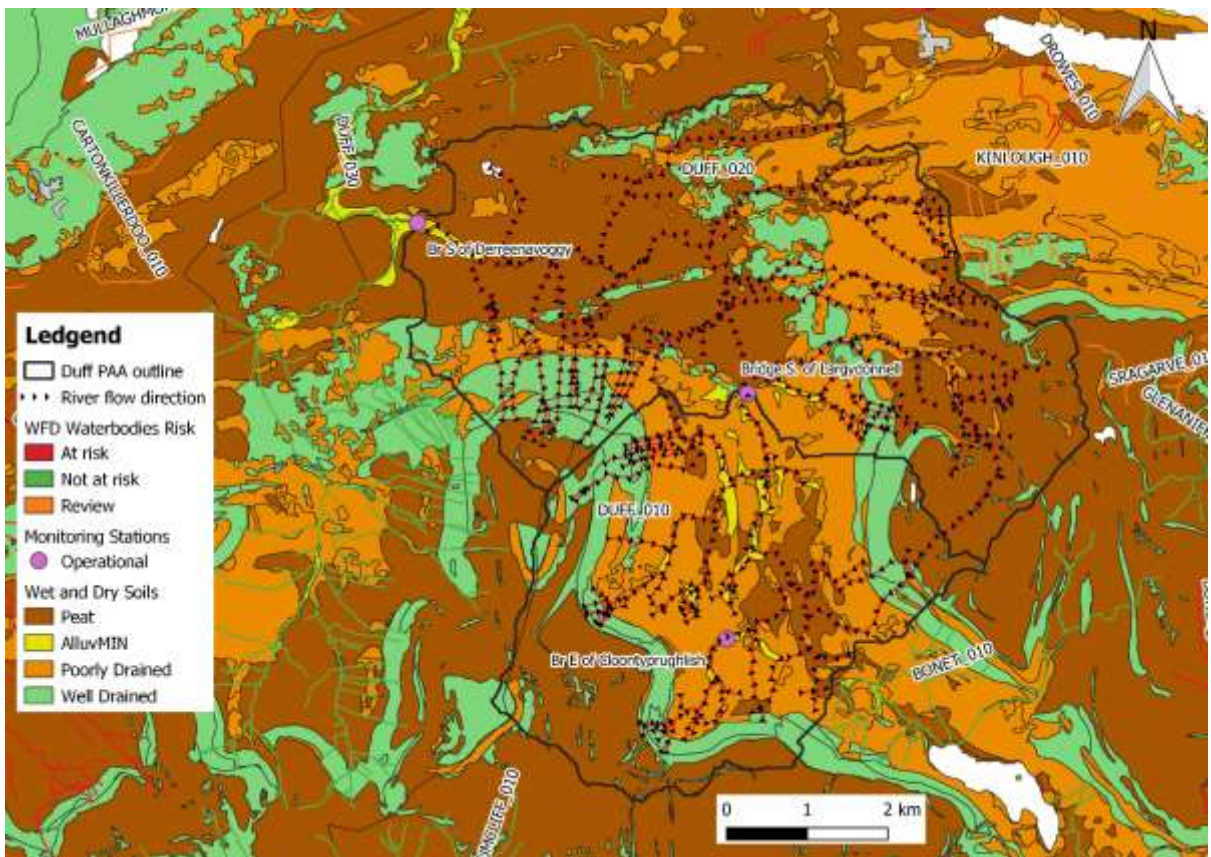 MULLAGHMO
N
DROWES_010
CARTONKILLERDOO_010
DUFF_030
DUFF_020
KINLOUGH_010
Br S of Derreenavoggy
Ledgend
Duff PAA outline
River flow direction
WFD Waterbodies Risk
At risk
Not at risk
Review
Monitoring Stations
Operational
Wet and Dry Soils
Peat
AlluvMIN
Poorly Drained
Well Drained
Bridge S. of Largydonnell
SRAGARVE_01
GLENANIF
DUFF_010
Br E of Cloontyprughlish
BONET_010
0 1 2 km